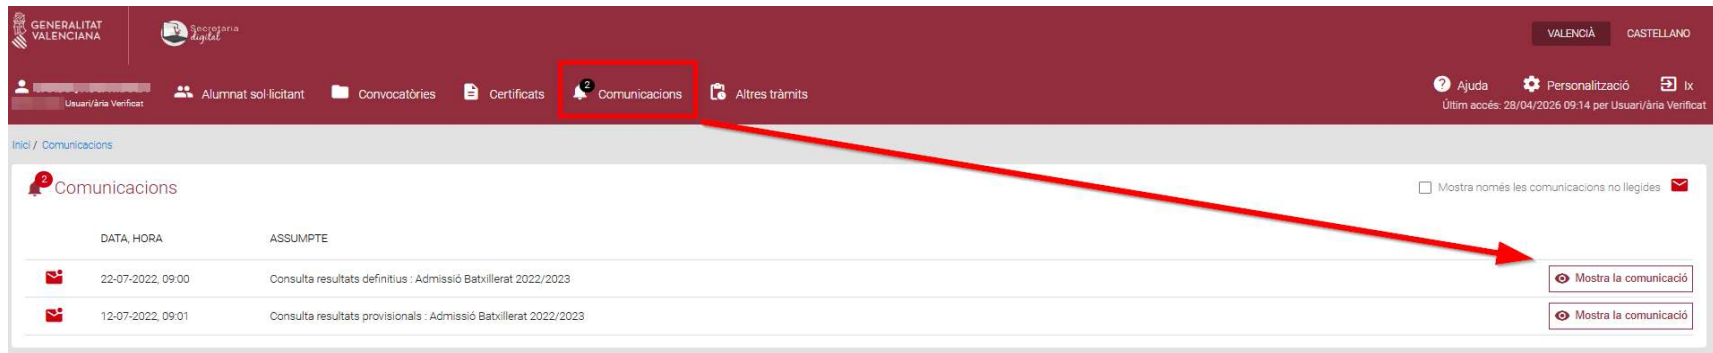 GENERALITAT
VALENCIANA
Secretaria
digital
VALENCIÀ CASTELLANO
Usuari/ària Verificat
Alumnat sol·licitant Convocatòries Certificats 2 Comunicacions Altres tràmits
Ajuda Personalització Ix
Últim accés: 28/04/2026 09:14 per Usuari/ària Verificat
Inici / Comunicacions
2 Comunicacions
Mostra només les comunicacions no llegides
DATA, HORA ASSUMPTE
22-07-2022, 09:00 Consulta resultats definitius : Admissió Batxillerat 2022/2023 Mostra la comunicació
12-07-2022, 09:01 Consulta resultats provisionals : Admissió Batxillerat 2022/2023 Mostra la comunicació